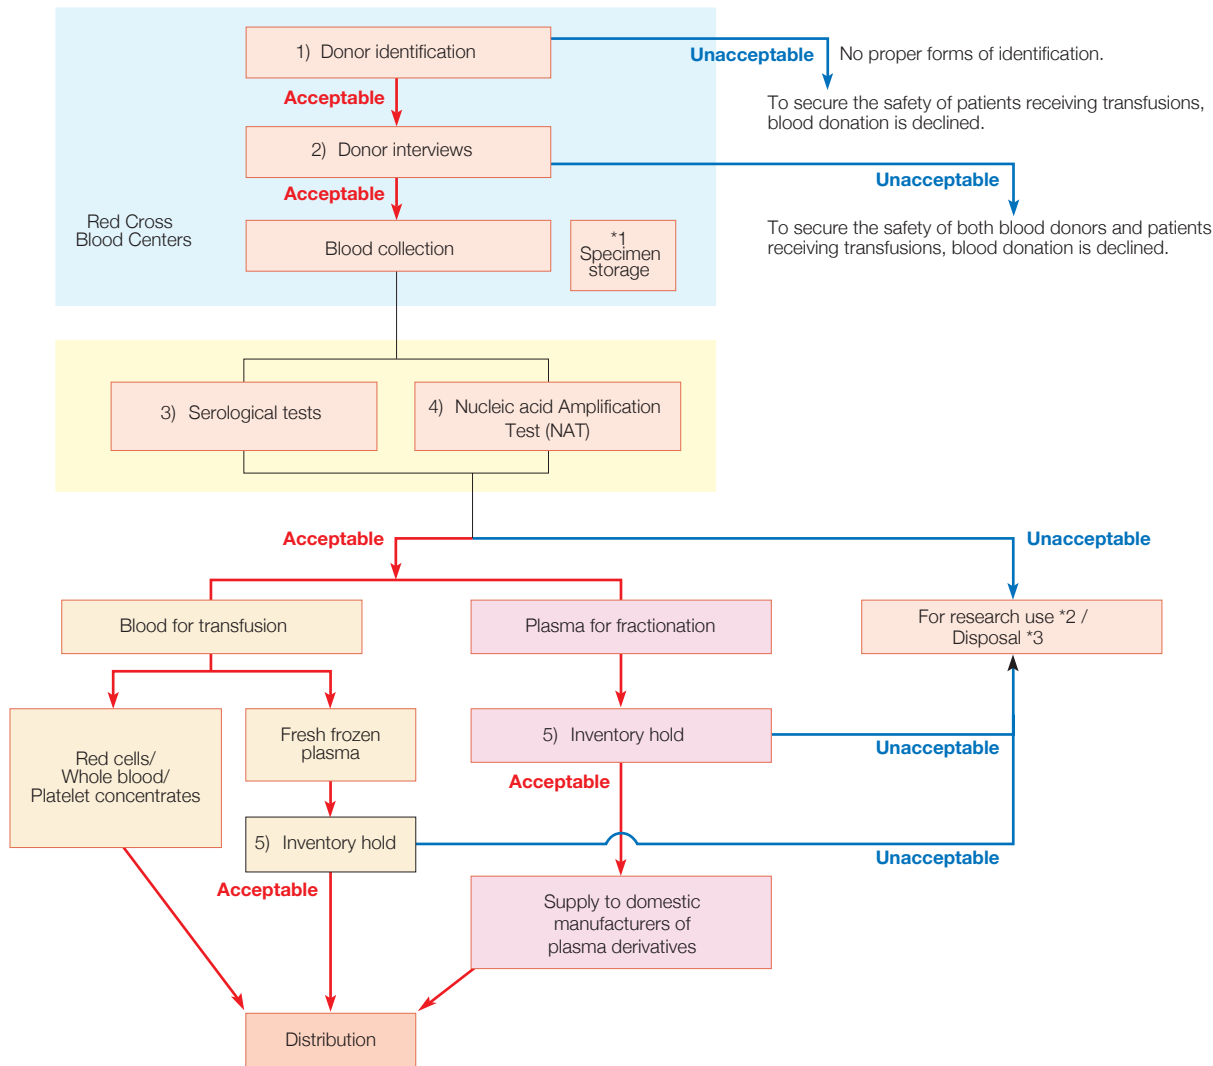 1) Donor identification
Unacceptable
No proper forms of identification.
Acceptable
To secure the safety of patients receiving transfusions,
blood donation is declined.
2) Donor interviews
Unacceptable
Acceptable
Red Cross
Blood Centers
To secure the safety of both blood donors and patients
receiving transfusions, blood donation is declined.
Blood collection
*1
Specimen
storage
3) Serological tests
4) Nucleic acid Amplification
Test (NAT)
Acceptable
Unacceptable
Blood for transfusion
Plasma for fractionation
For research use *2 /
Disposal *3
Red cells/
Whole blood/
Platelet concentrates
Fresh frozen
plasma
5) Inventory hold
Unacceptable
Acceptable
5) Inventory hold
Unacceptable
Acceptable
Supply to domestic
manufacturers of
plasma derivatives
Distribution